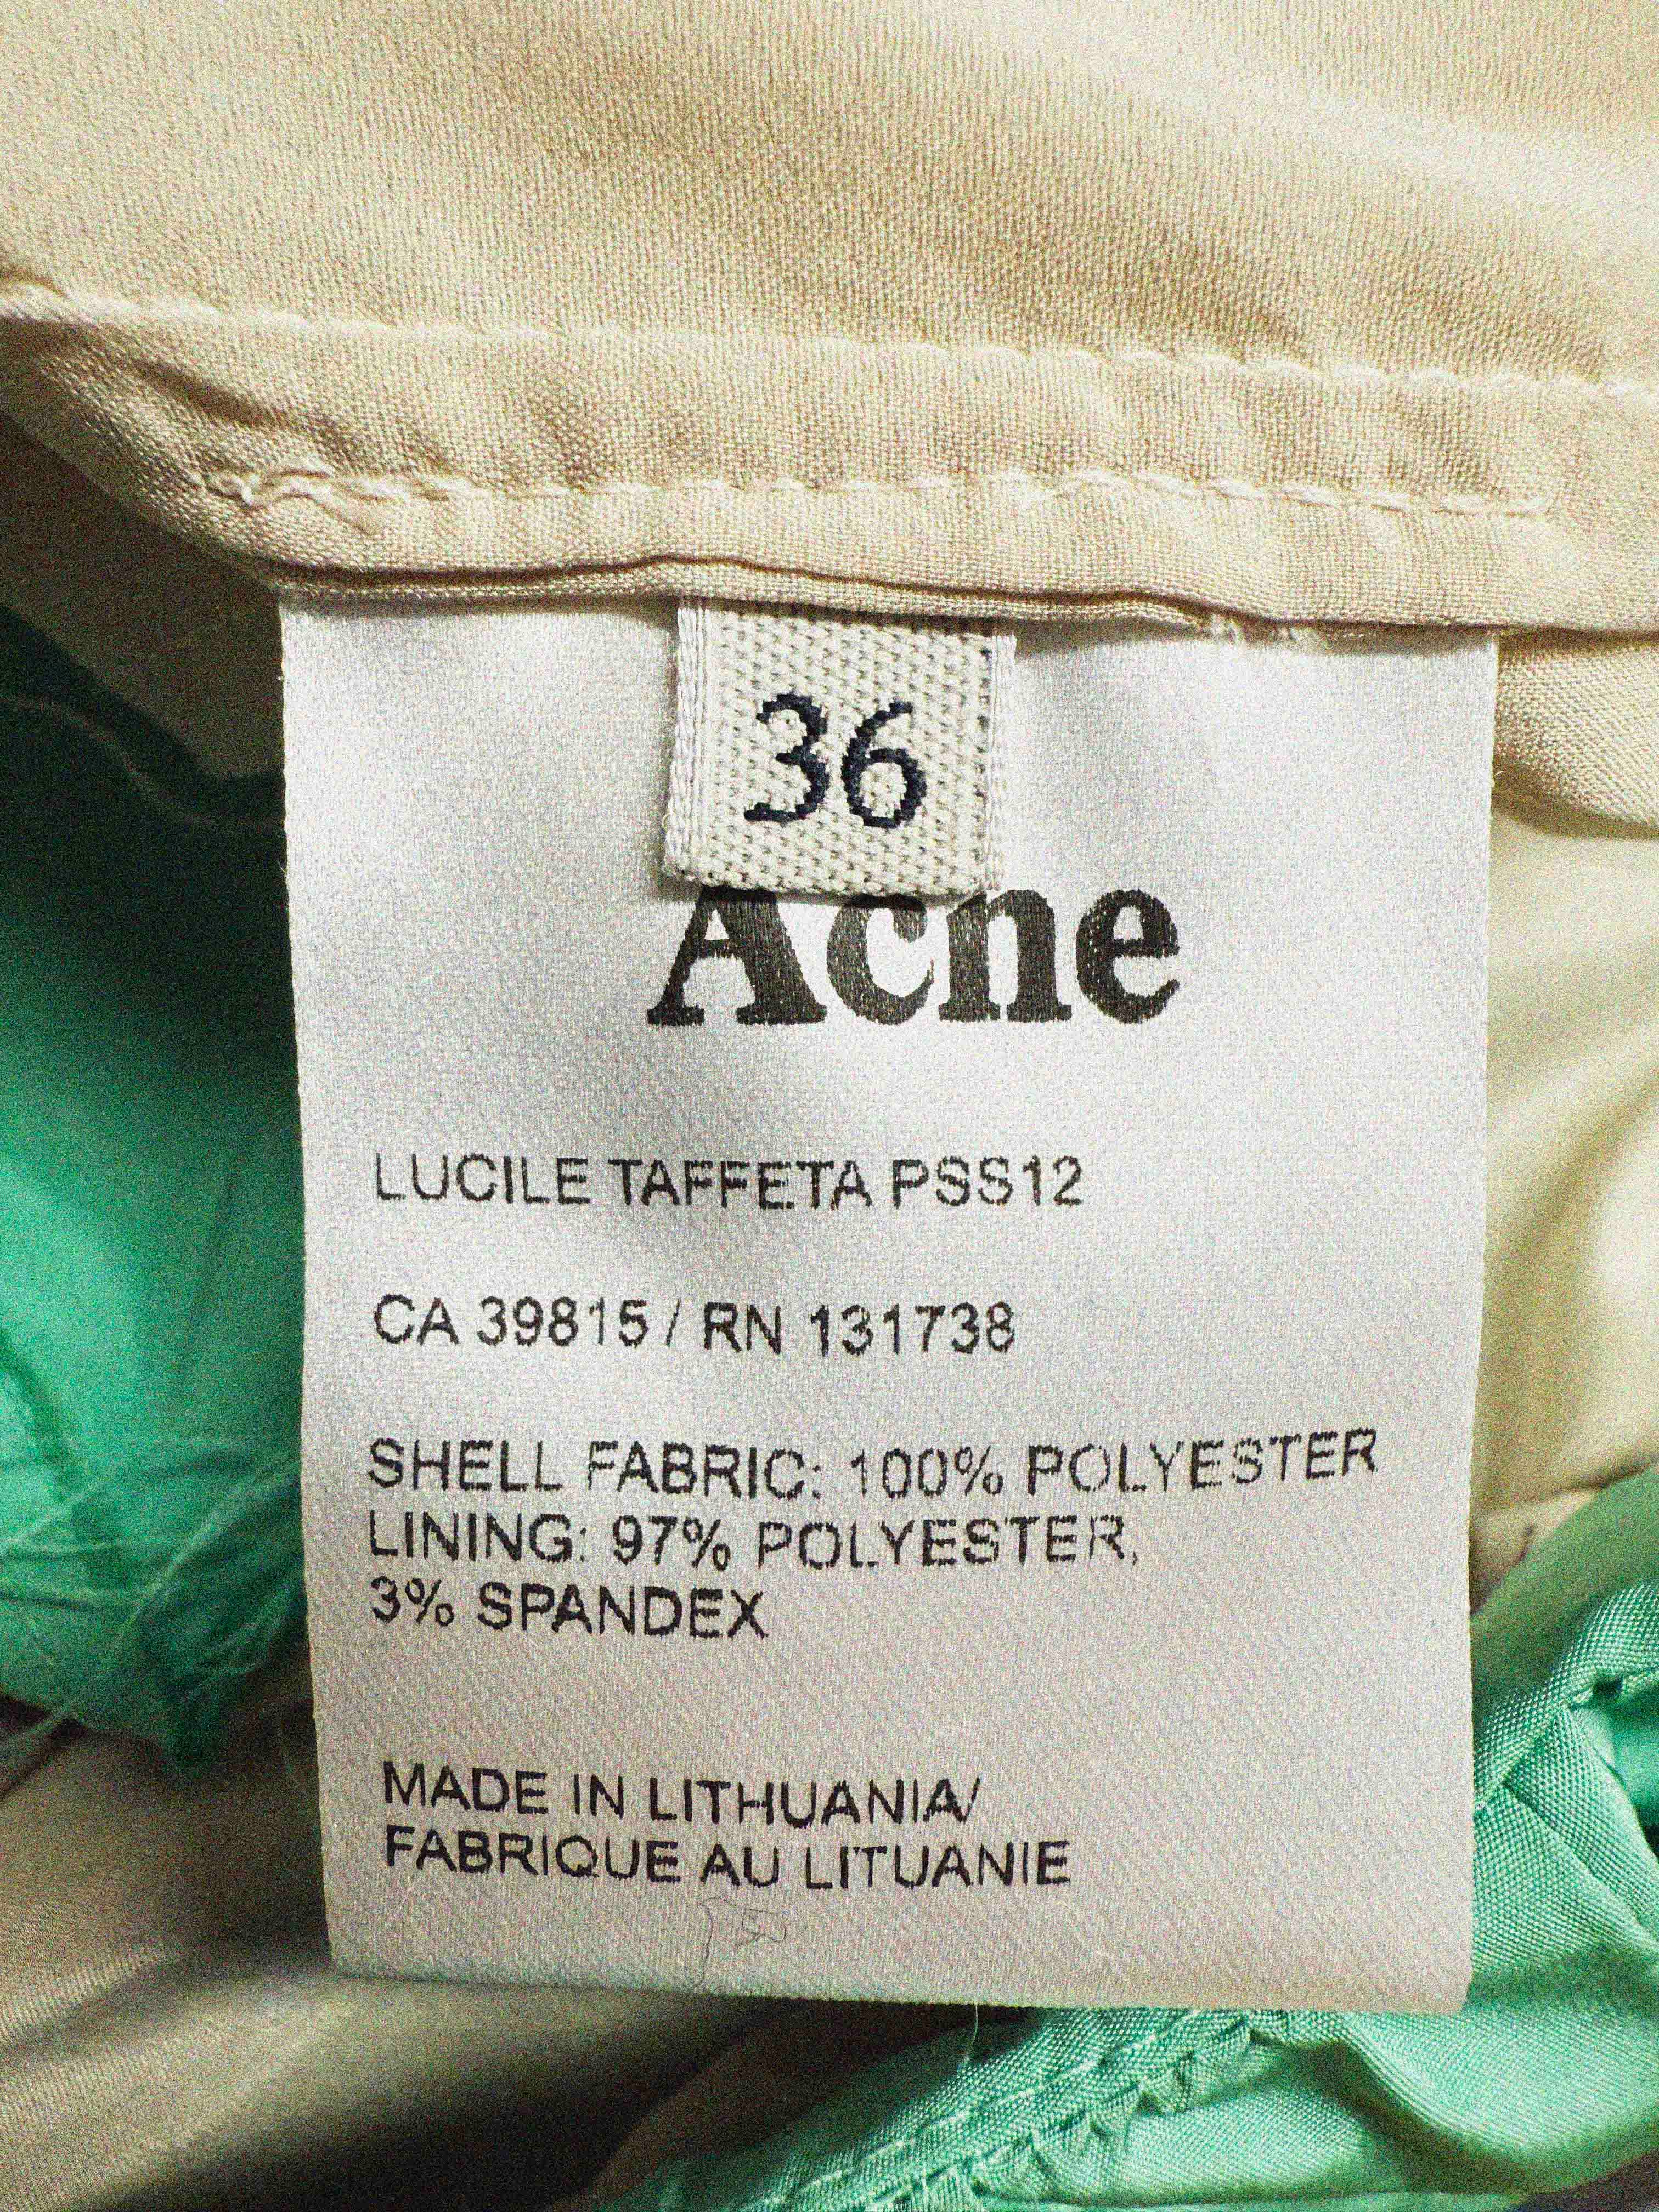 36
Acne
LUCILE TAFFETA PSS12
CA 39815 / RN 131738
SHELL FABRIC: 100% POLYESTER
LINING: 97% POLYESTER,
3% SPANDEX
MADE IN LITHUANIA/
FABRIQUE AU LITUANIE